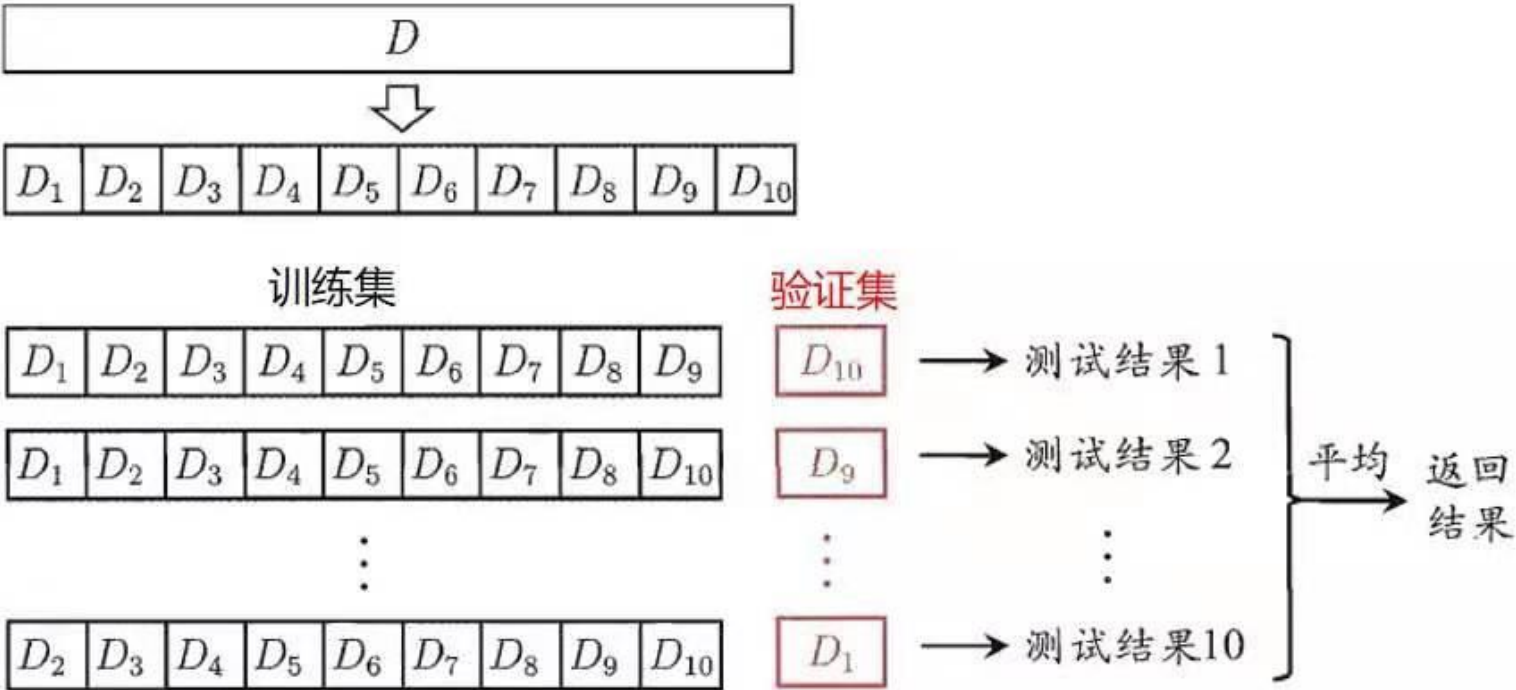 D
D₁ D₂ D₃ D₄ D₅ D₆ D₇ D₈ D₉ D₁₀
训练集 验证集
D₁ D₂ D₃ D₄ D₅ D₆ D₇ D₈ D₉ D₁₀ 测试结果1
D₁ D₂ D₃ D₄ D₅ D₆ D₇ D₈ D₁₀ D₉ 测试结果2
平均 返回
结果
D₂ D₃ D₄ D₅ D₆ D₇ D₈ D₉ D₁₀ D₁ 测试结果10